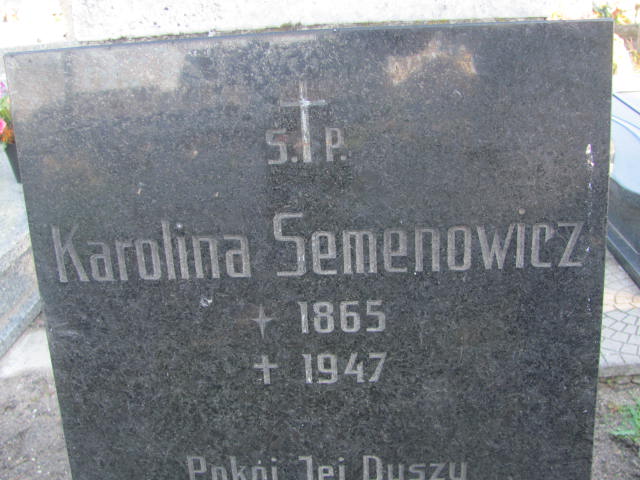 Ś.P.
Karolina Semenowicz
1865
1947
Pokój Jej Duszy